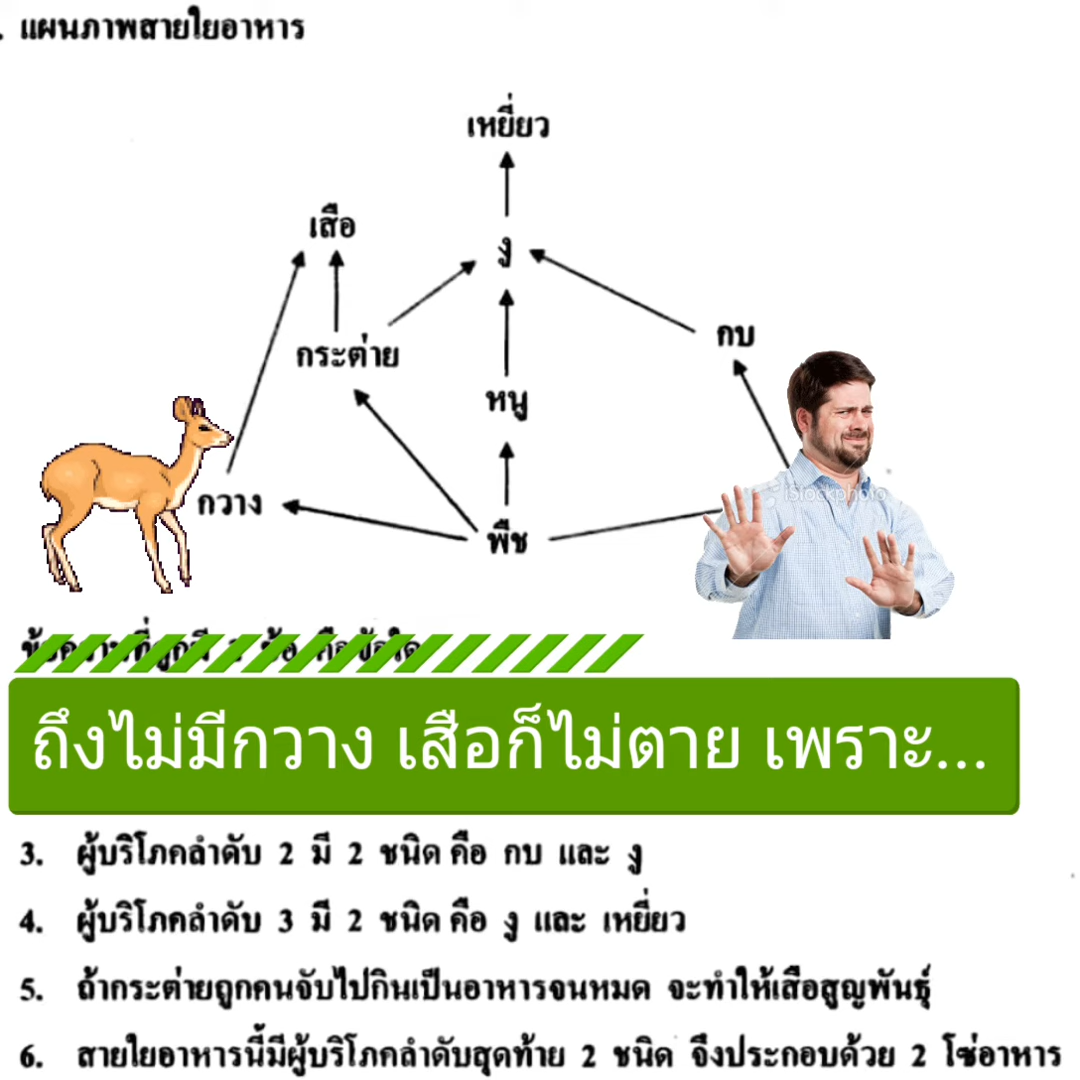 . แผนภาพสายใยอาหาร
เหยี่ยว
เสือ
งู
กบ
กระต่าย
หนู
iStockphoto
กวาง
พืช
ถึงไม่มีกวาง เสือก็ไม่ตาย เพราะ...
3. ผู้บริโภคลำดับ 2 มี 2 ชนิด คือ กบ และ งู
4. ผู้บริโภคลำดับ 3 มี 2 ชนิด คือ งู และ เหยี่ยว
5. ถ้ากระต่ายถูกคนจับไปกินเป็นอาหารจนหมด จะทำให้เสือสูญพันธุ์
6. สายใยอาหารนี้มีผู้บริโภคลำดับสุดท้าย 2 ชนิด จึงประกอบด้วย 2 โซ่อาหาร